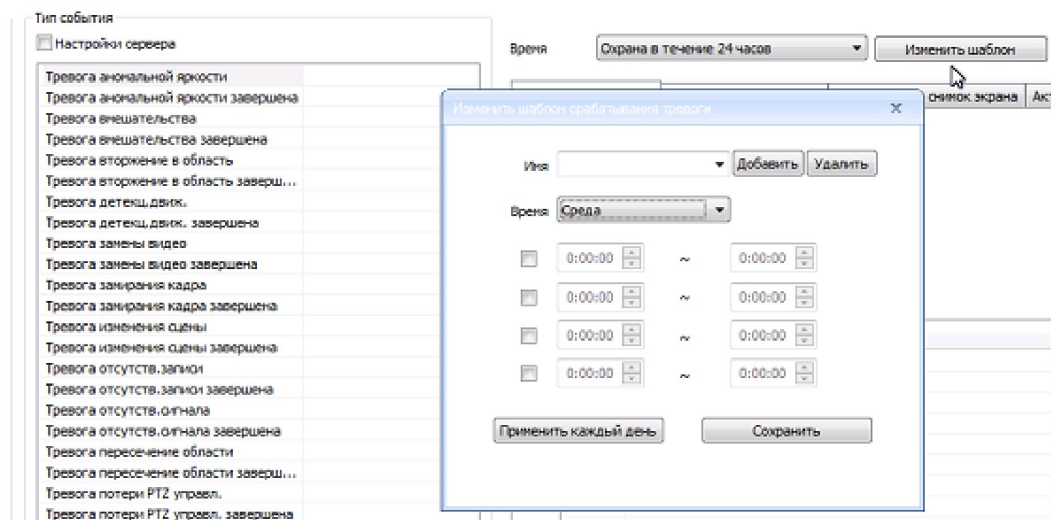 Тип события
Настройки сервера
Время Охрана в течение 24 часов Изменить шаблон
снимок экрана Акт
Тревога аномальной яркости
Тревога аномальной яркости завершена
Тревога вмешательства
Тревога вмешательства завершена
Тревога вторжение в область
Тревога вторжение в область заверш...
Тревога детекц.движ.
Тревога детекц.движ. завершена
Тревога замены видео
Тревога замены видео завершена
Тревога замирания кадра
Тревога замирания кадра завершена
Тревога изменения сцены
Тревога изменения сцены завершена
Тревога отсутств.записи
Тревога отсутств.записи завершена
Тревога отсутств.сигнала
Тревога отсутств.сигнала завершена
Тревога пересечение области
Тревога пересечение области заверш...
Тревога потери PTZ управл.
Тревога потери PTZ управл. завершена
Изменить шаблон срабатывания тревоги
Имя Добавить Удалить
Время Среда
0:00:00 ~ 0:00:00
0:00:00 ~ 0:00:00
0:00:00 ~ 0:00:00
0:00:00 ~ 0:00:00
Применить каждый день Сохранить